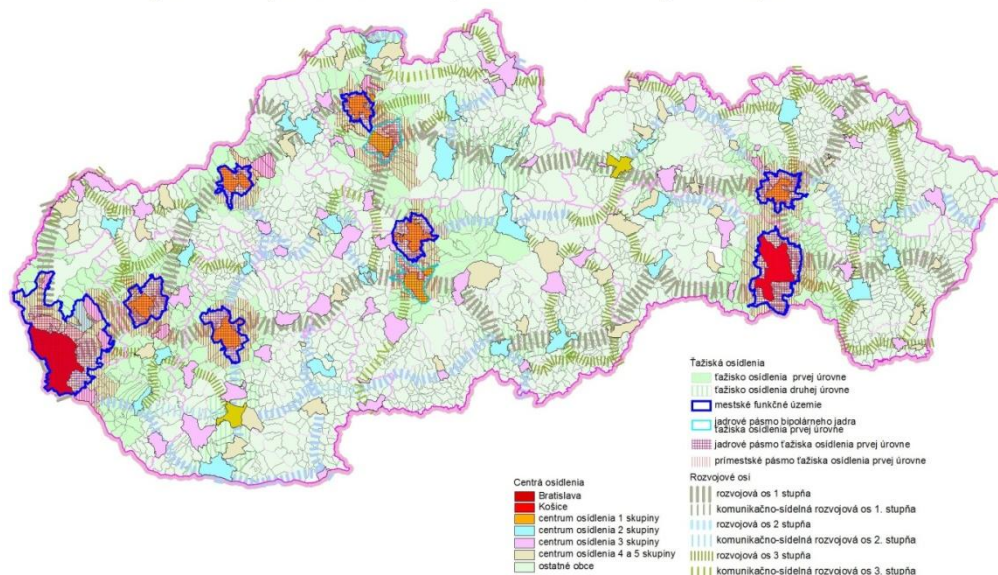 Ťažiská osídlenia
ťažisko osídlenia prvej úrovne
ťažisko osídlenia druhej úrovne
mestské funkčné územie
jadrové pásmo bipolárneho jadra
ťažiska osídlenia prvej úrovne
jadrové pásmo ťažiska osídlenia prvej úrovne
prímestské pásmo ťažiska osídlenia prvej úrovne
Rozvojové osi
rozvojová os 1 stupňa
komunikačno-sídelná rozvojová os 1. stupňa
rozvojová os 2 stupňa
komunikačno-sídelná rozvojová os 2. stupňa
rozvojová os 3 stupňa
komunikačno-sídelná rozvojová os 3. stupňa
Centrá osídlenia
Bratislava
Košice
centrum osídlenia 1 skupiny
centrum osídlenia 2 skupiny
centrum osídlenia 3 skupiny
centrum osídlenia 4 a 5 skupiny
ostatné obce